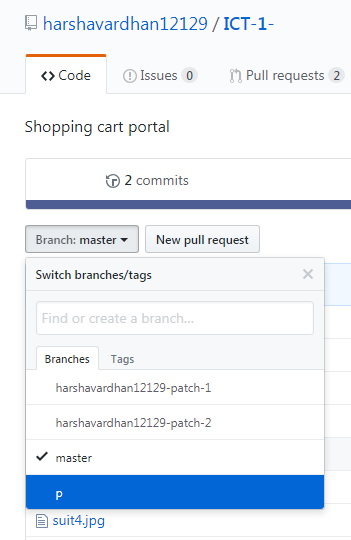 harshavardhan12129 / ICT-1-
Code Issues 0 Pull requests 2
Shopping cart portal
2 commits
Branch: master New pull request
Switch branches/tags
Find or create a branch...
Branches Tags
harshavardhan12129-patch-1
harshavardhan12129-patch-2
master
p
suit4.jpg